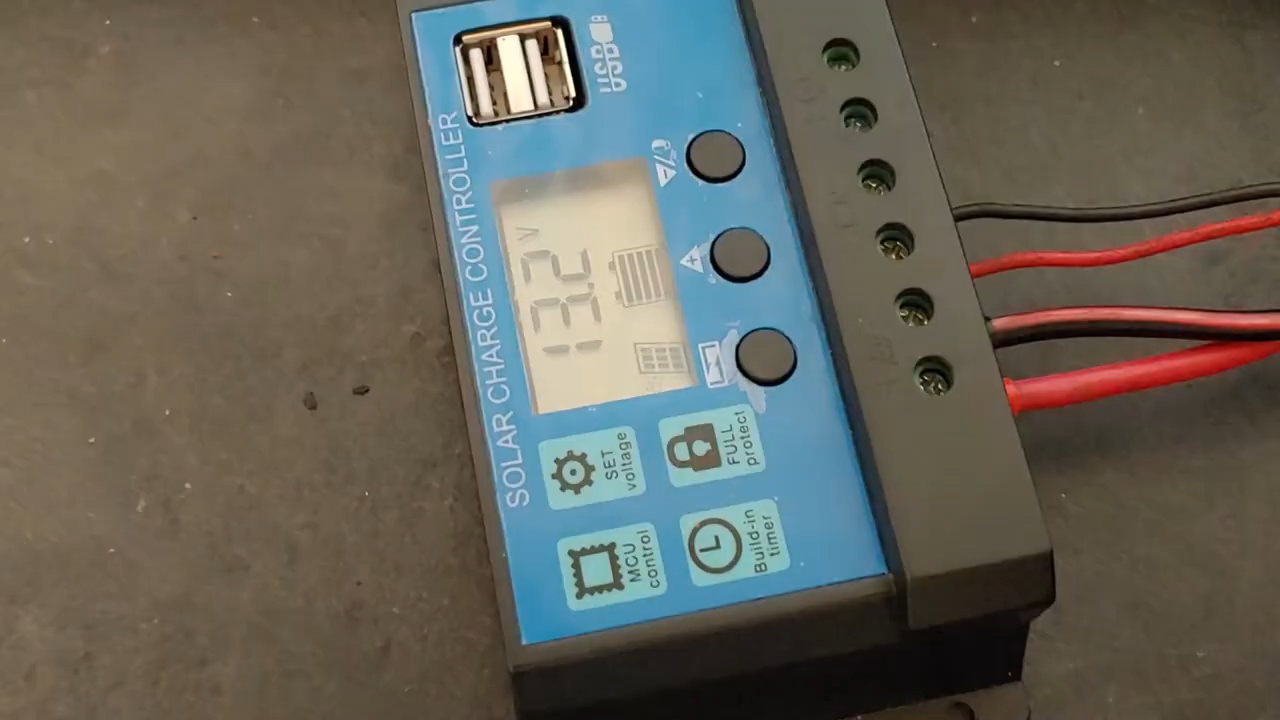 SOLAR CHARGE CONTROLLER
USB
13.2 V
SET
voltage
FULL
protect
MCU
control
Build-in
timer